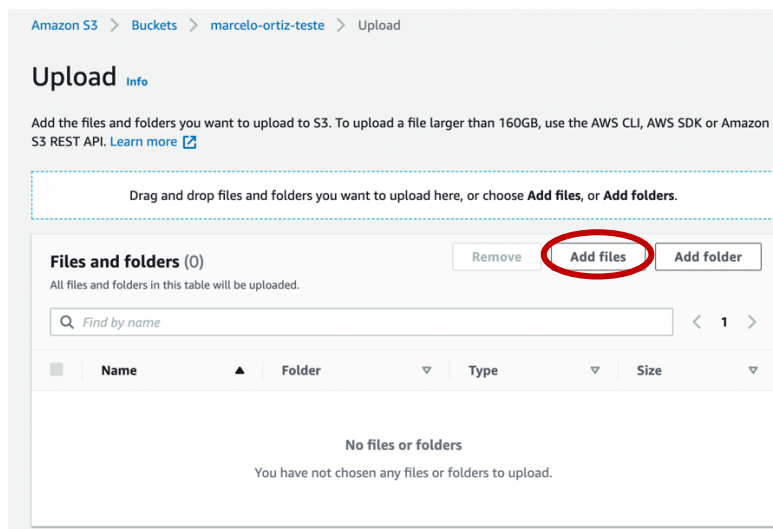 Amazon S3 > Buckets > marcelo-ortiz-teste > Upload
Upload Info
Add the files and folders you want to upload to S3. To upload a file larger than 160GB, use the AWS CLI, AWS SDK or Amazon
S3 REST API. Learn more
Drag and drop files and folders you want to upload here, or choose Add files, or Add folders.
Files and folders (0)
Remove
Add files
Add folder
All files and folders in this table will be uploaded.
Find by name
< 1 >
Name
Folder
Type
Size
No files or folders
You have not chosen any files or folders to upload.